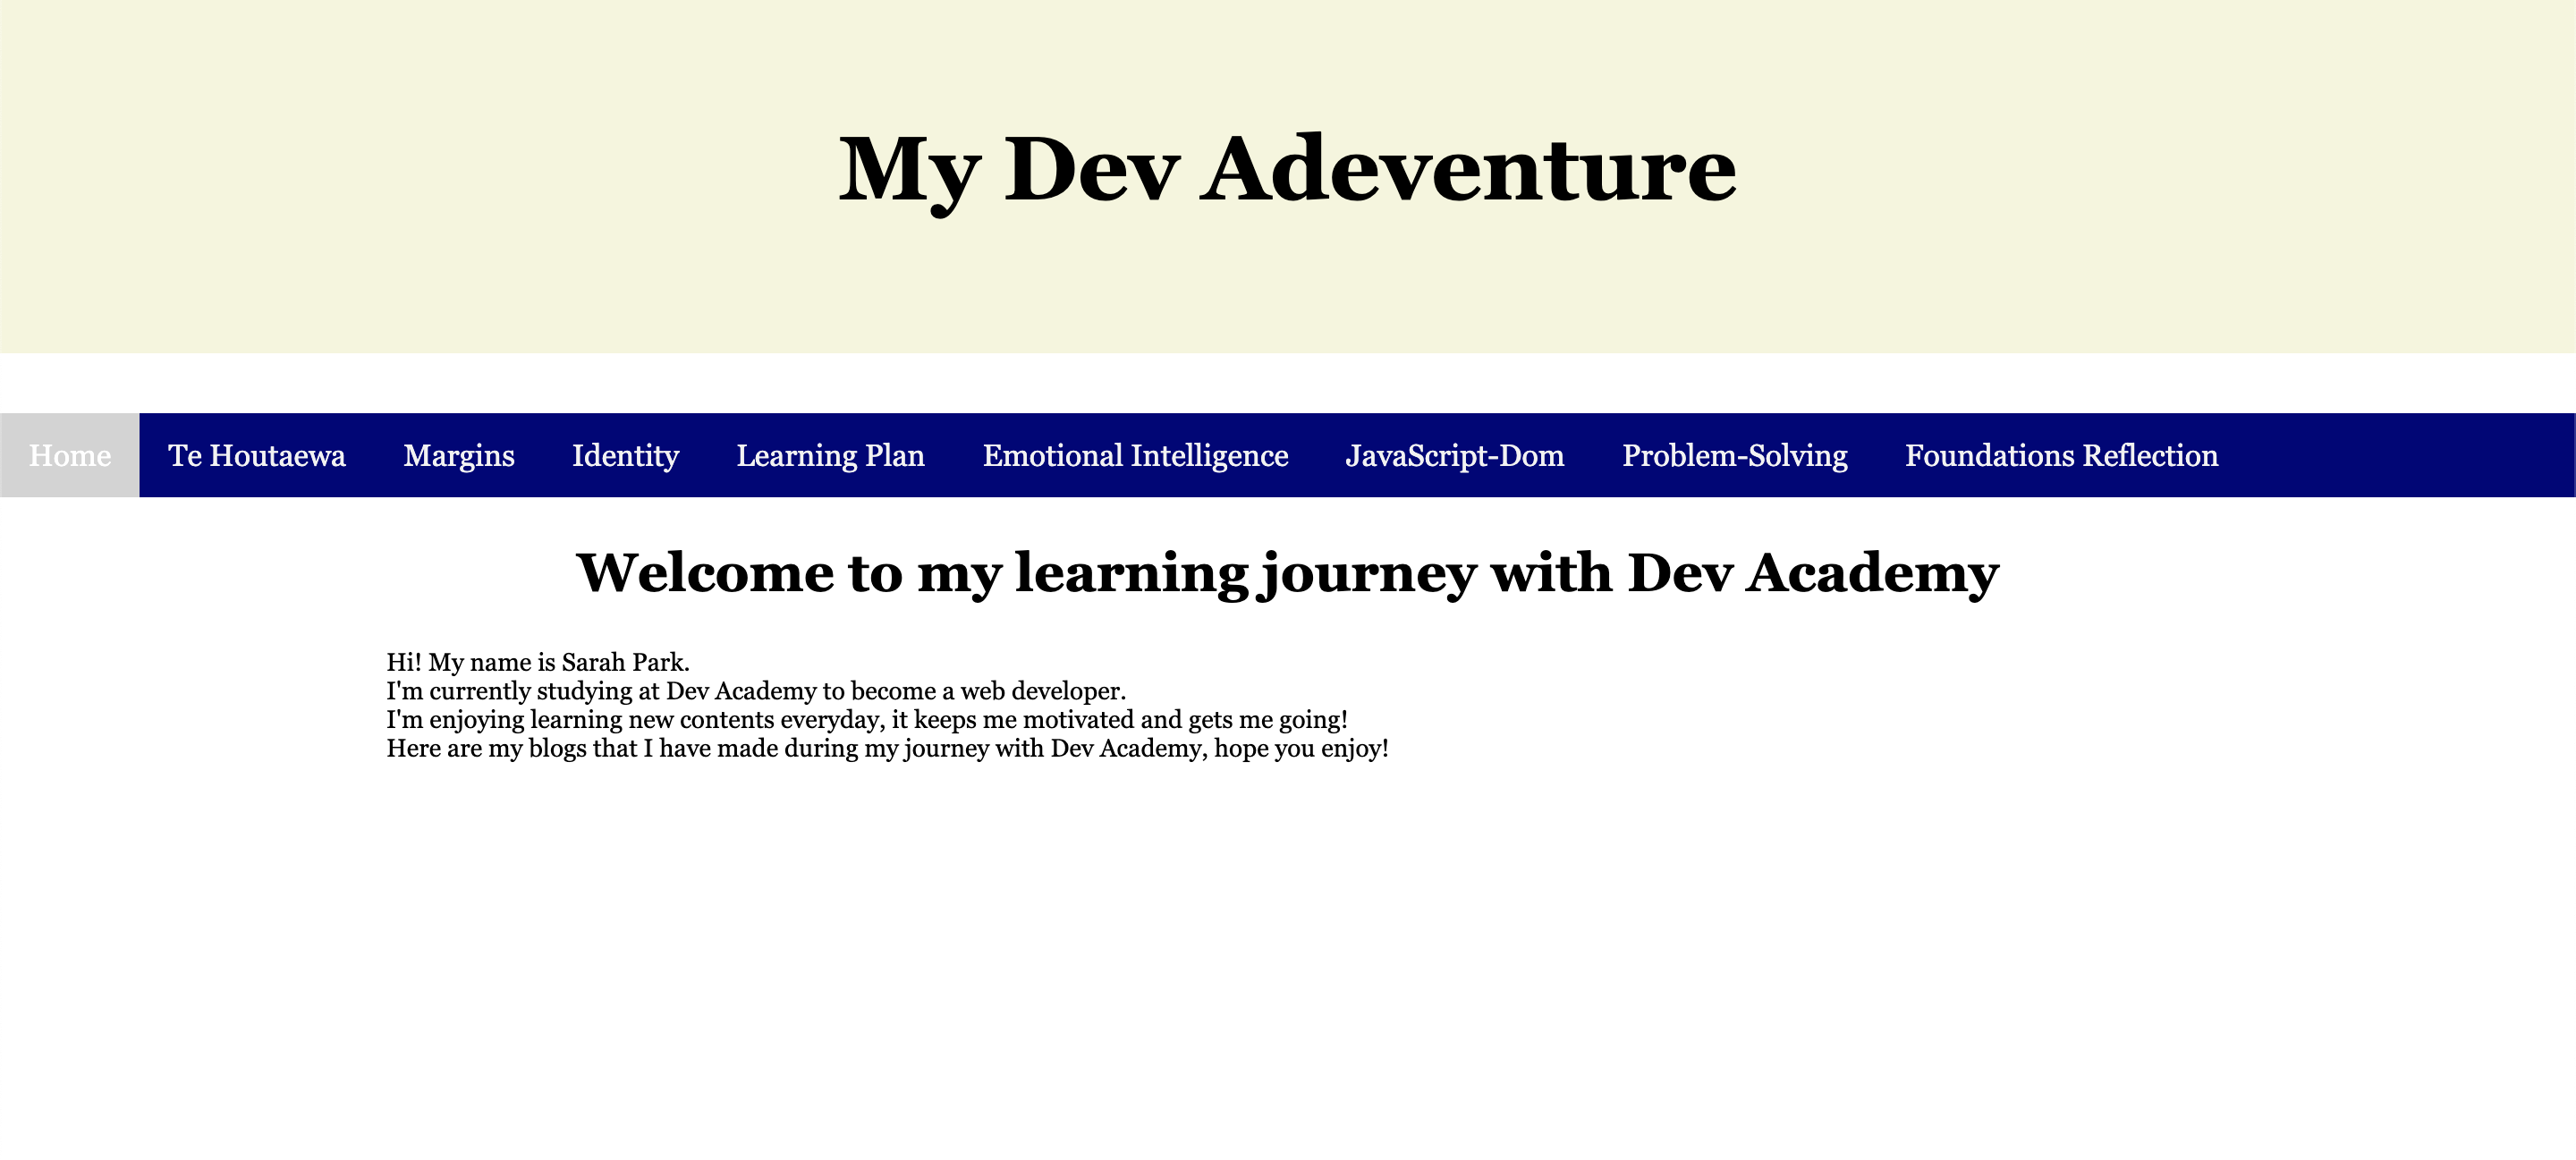 My Dev Adeventure
Home Te Houtaewa Margins Identity Learning Plan Emotional Intelligence JavaScript-Dom Problem-Solving Foundations Reflection
Welcome to my learning journey with Dev Academy
Hi! My name is Sarah Park.
I'm currently studying at Dev Academy to become a web developer.
I'm enjoying learning new contents everyday, it keeps me motivated and gets me going!
Here are my blogs that I have made during my journey with Dev Academy, hope you enjoy!